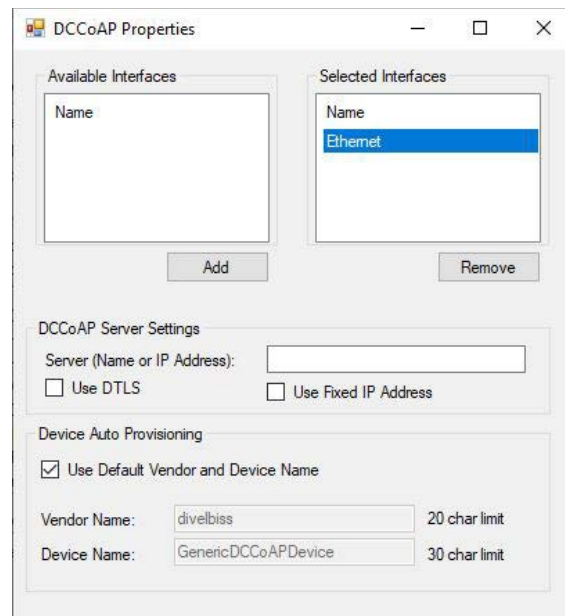 DCCoAP Properties
Available Interfaces
Name
Add
Selected Interfaces
Name
Ethernet
Remove
DCCoAP Server Settings
Server (Name or IP Address):
Use DTLS
Use Fixed IP Address
Device Auto Provisioning
Use Default Vendor and Device Name
Vendor Name: divelbiss 20 char limit
Device Name: GenericDCCoAPDevice 30 char limit